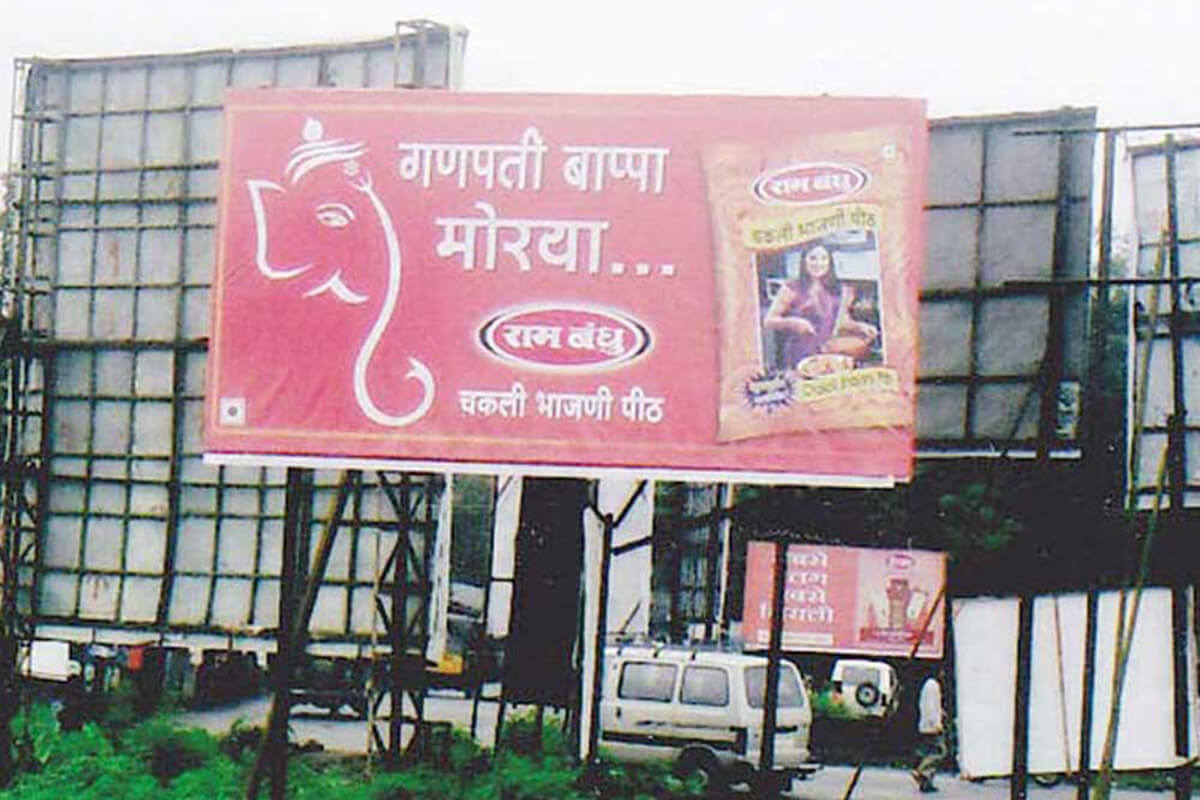 गणपती बाप्पा
मोरया...
राम बंधु
चकली भाजणी पीठ
राम बंधु
चकली भाजणी पीठ